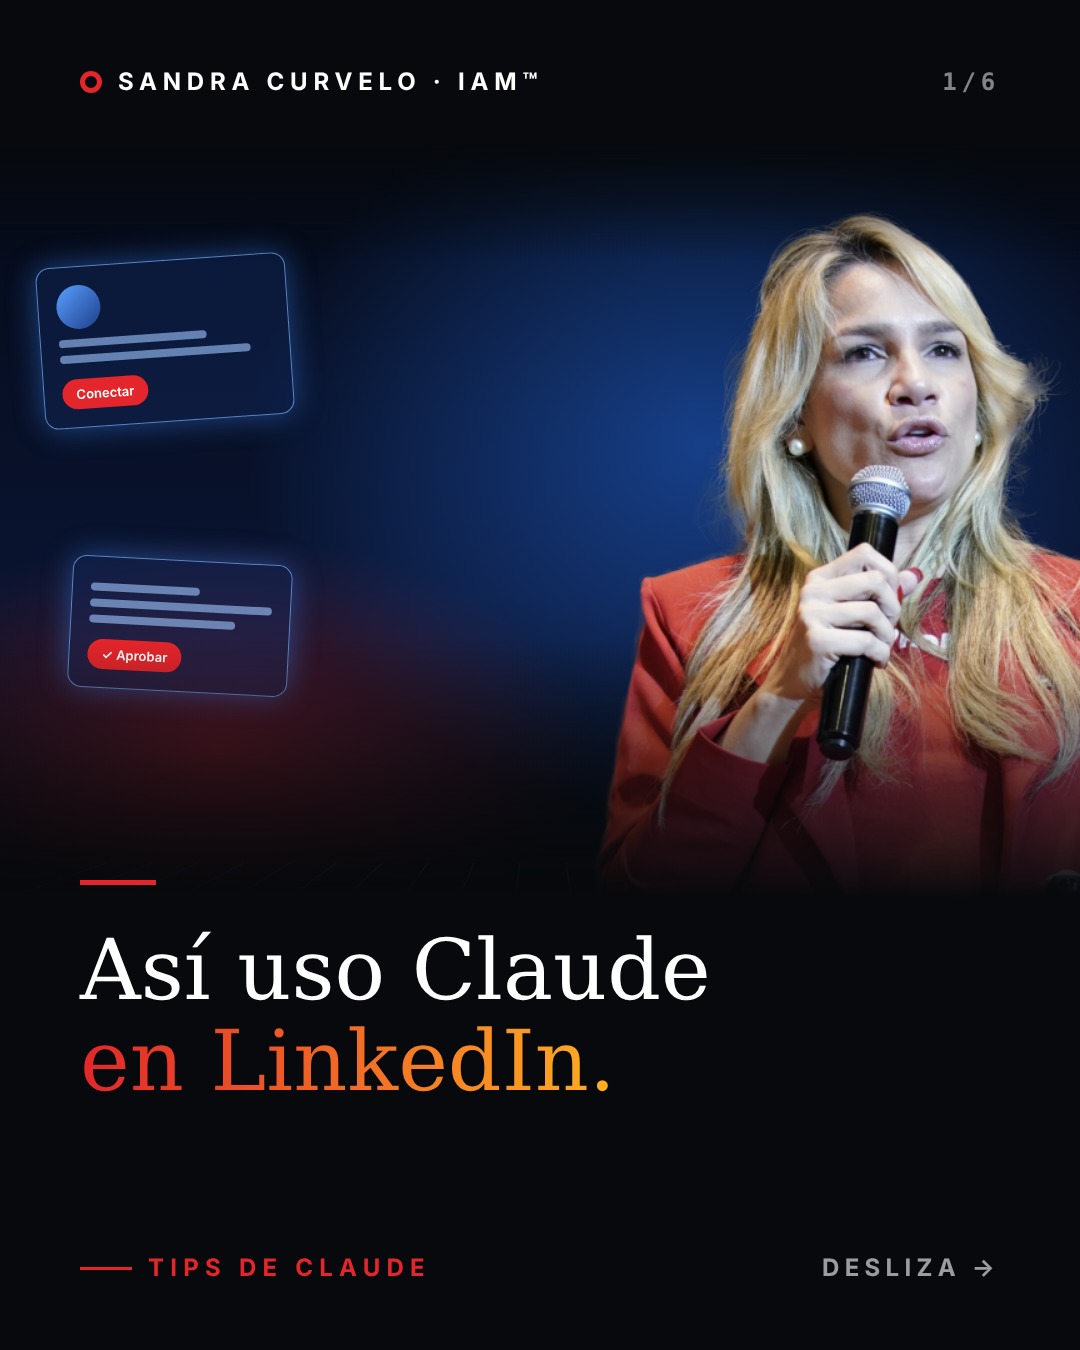 SANDRA CURVELO · IAM™
1/6
Conectar
✓ Aprobar
Así uso Claude
en LinkedIn.
TIPS DE CLAUDE
DESLIZA →